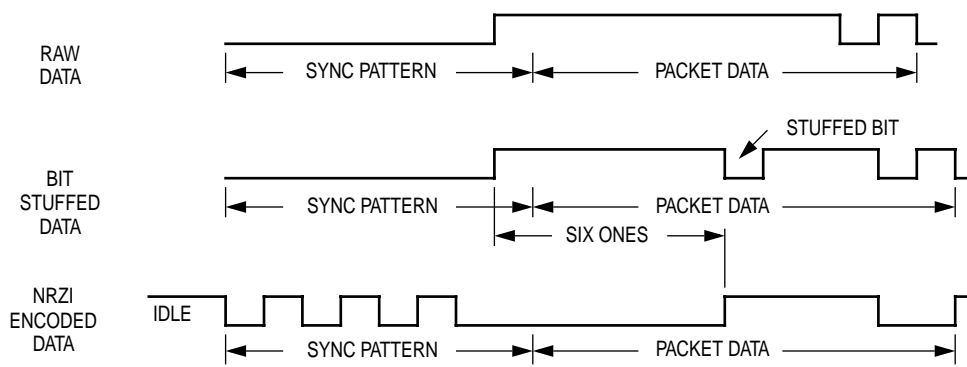 RAW
DATA
SYNC PATTERN
PACKET DATA
STUFFED BIT
BIT
STUFFED
DATA
SYNC PATTERN
PACKET DATA
SIX ONES
NRZI
ENCODED
DATA
IDLE
SYNC PATTERN
PACKET DATA